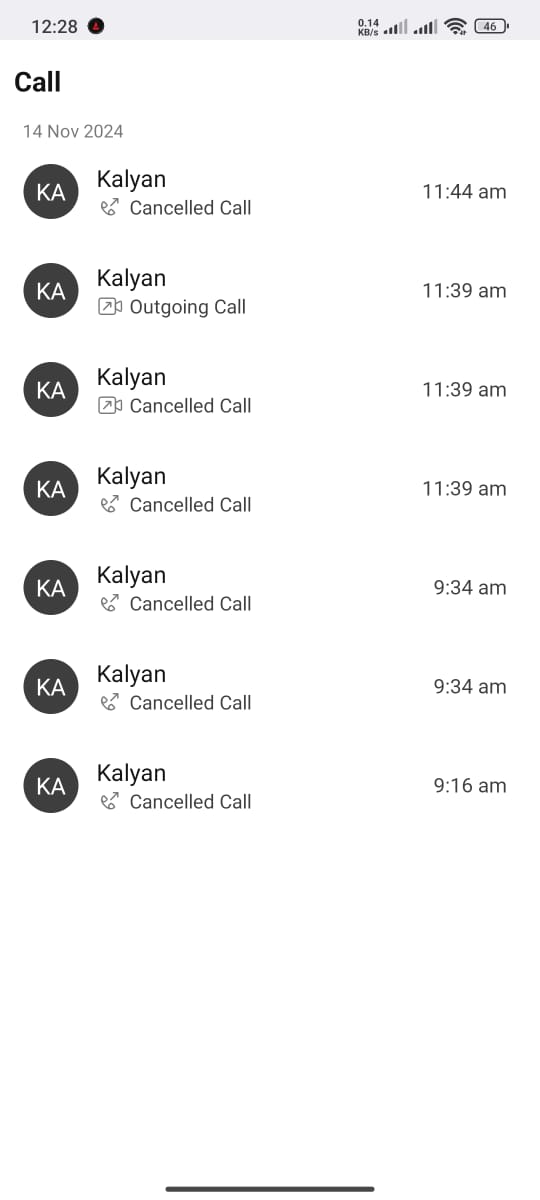 12:28
0.14
KB/s
46
Call
14 Nov 2024
KA
Kalyan
Cancelled Call
11:44 am
KA
Kalyan
Outgoing Call
11:39 am
KA
Kalyan
Cancelled Call
11:39 am
KA
Kalyan
Cancelled Call
11:39 am
KA
Kalyan
Cancelled Call
9:34 am
KA
Kalyan
Cancelled Call
9:34 am
KA
Kalyan
Cancelled Call
9:16 am